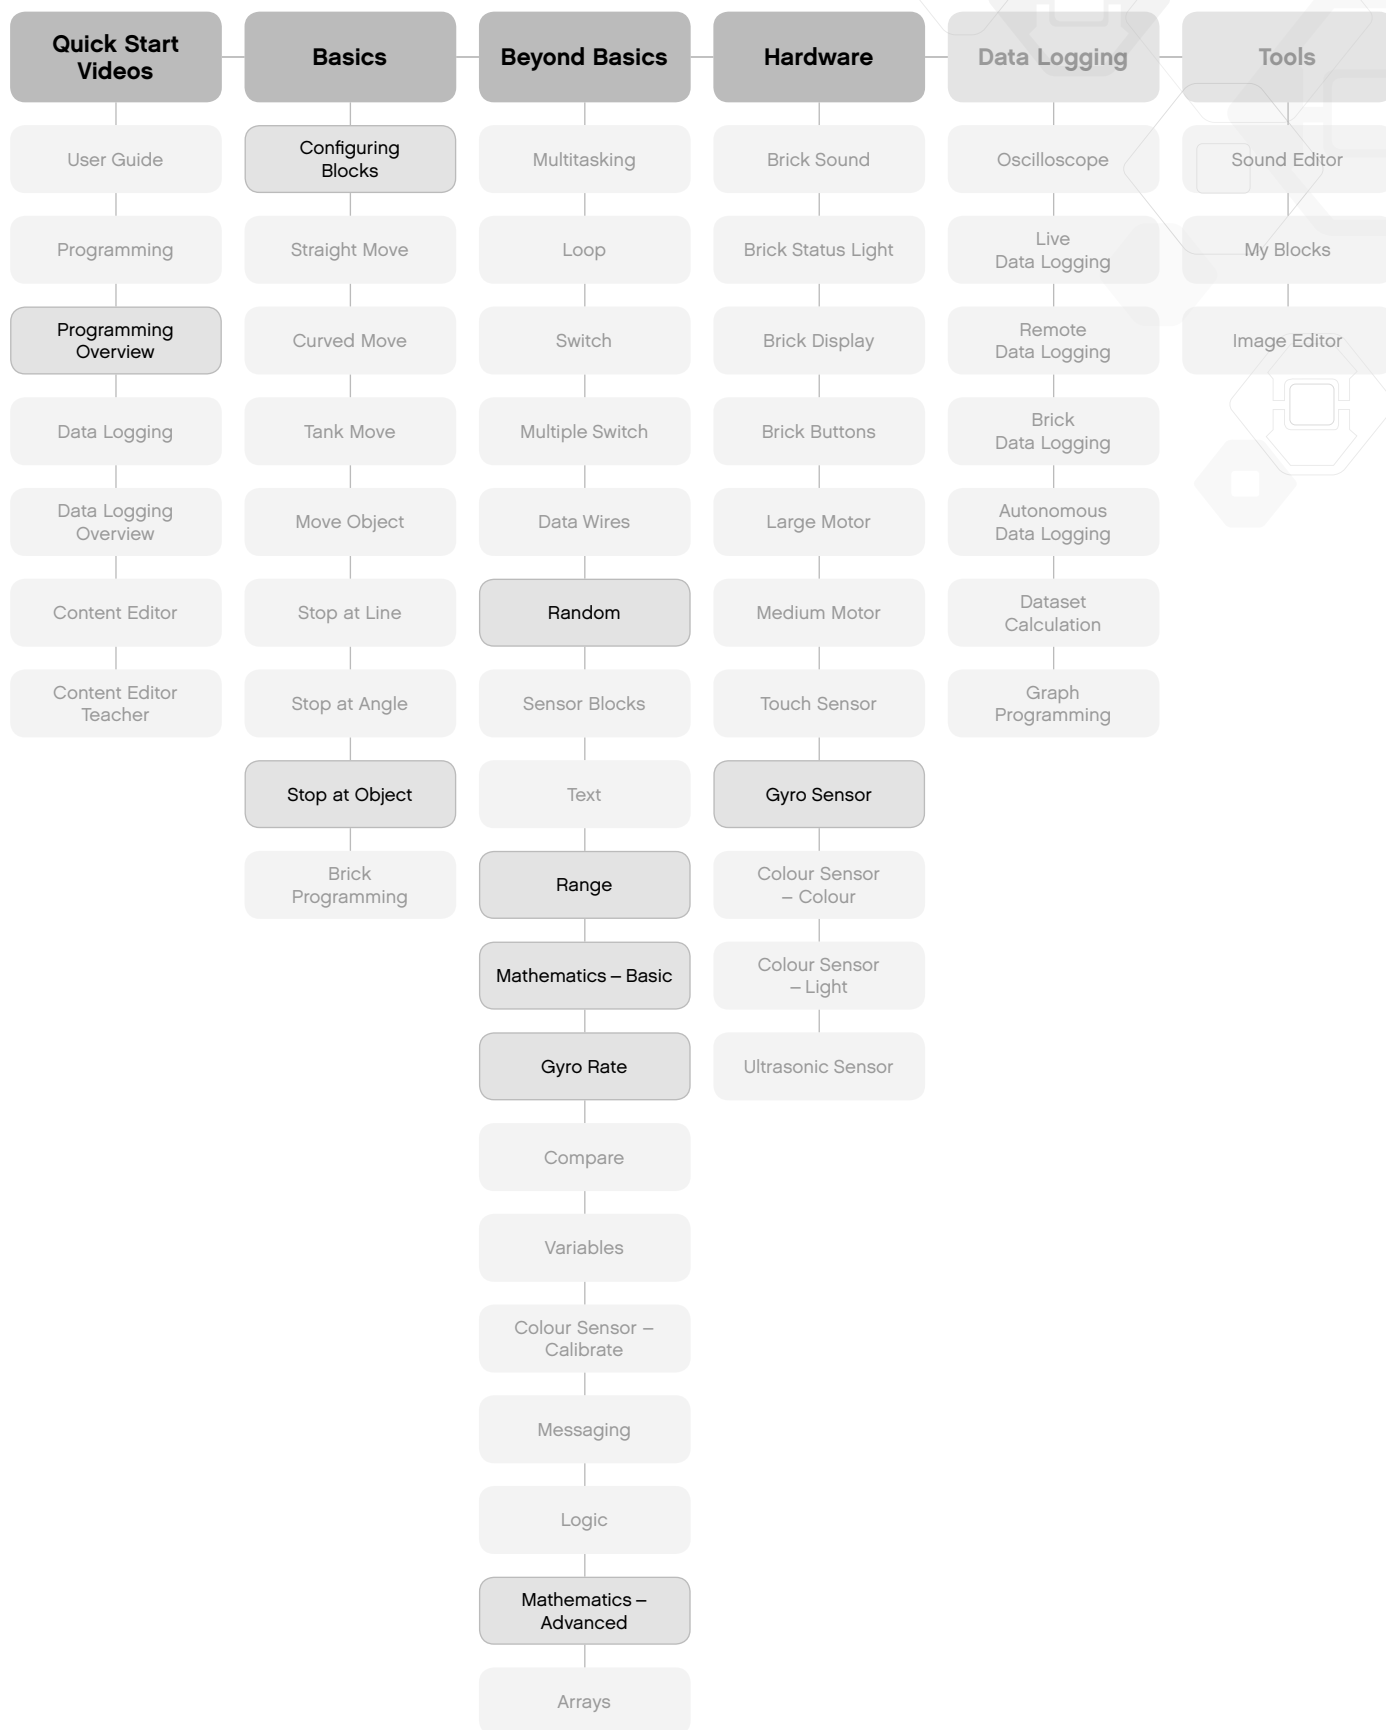 Quick Start
Videos
User Guide
Programming
Programming
Overview
Data Logging
Data Logging
Overview
Content Editor
Content Editor
Teacher
Basics
Configuring
Blocks
Straight Move
Curved Move
Tank Move
Move Object
Stop at Line
Stop at Angle
Stop at Object
Brick
Programming
Beyond Basics
Multitasking
Loop
Switch
Multiple Switch
Data Wires
Random
Sensor Blocks
Text
Range
Mathematics – Basic
Gyro Rate
Compare
Variables
Colour Sensor –
Calibrate
Messaging
Logic
Mathematics –
Advanced
Arrays
Hardware
Brick Sound
Brick Status Light
Brick Display
Brick Buttons
Large Motor
Medium Motor
Touch Sensor
Gyro Sensor
Colour Sensor
– Colour
Colour Sensor
– Light
Ultrasonic Sensor
Data Logging
Oscilloscope
Live
Data Logging
Remote
Data Logging
Brick
Data Logging
Autonomous
Data Logging
Dataset
Calculation
Graph
Programming
Tools
Sound Editor
My Blocks
Image Editor